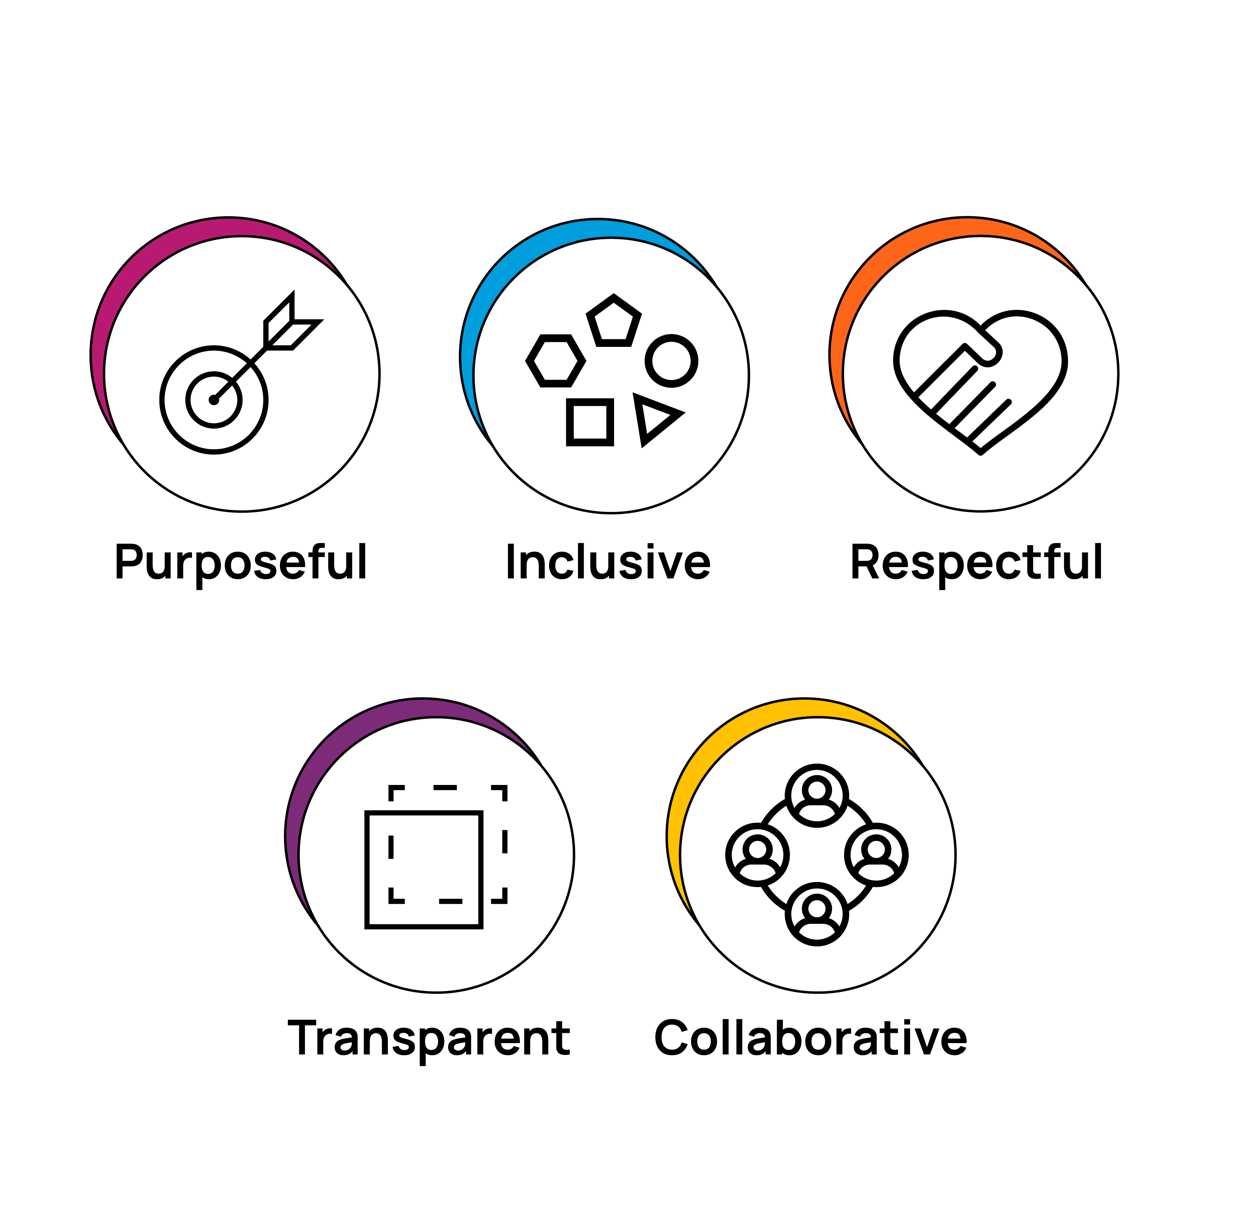 Purposeful
Inclusive
Respectful
Transparent
Collaborative